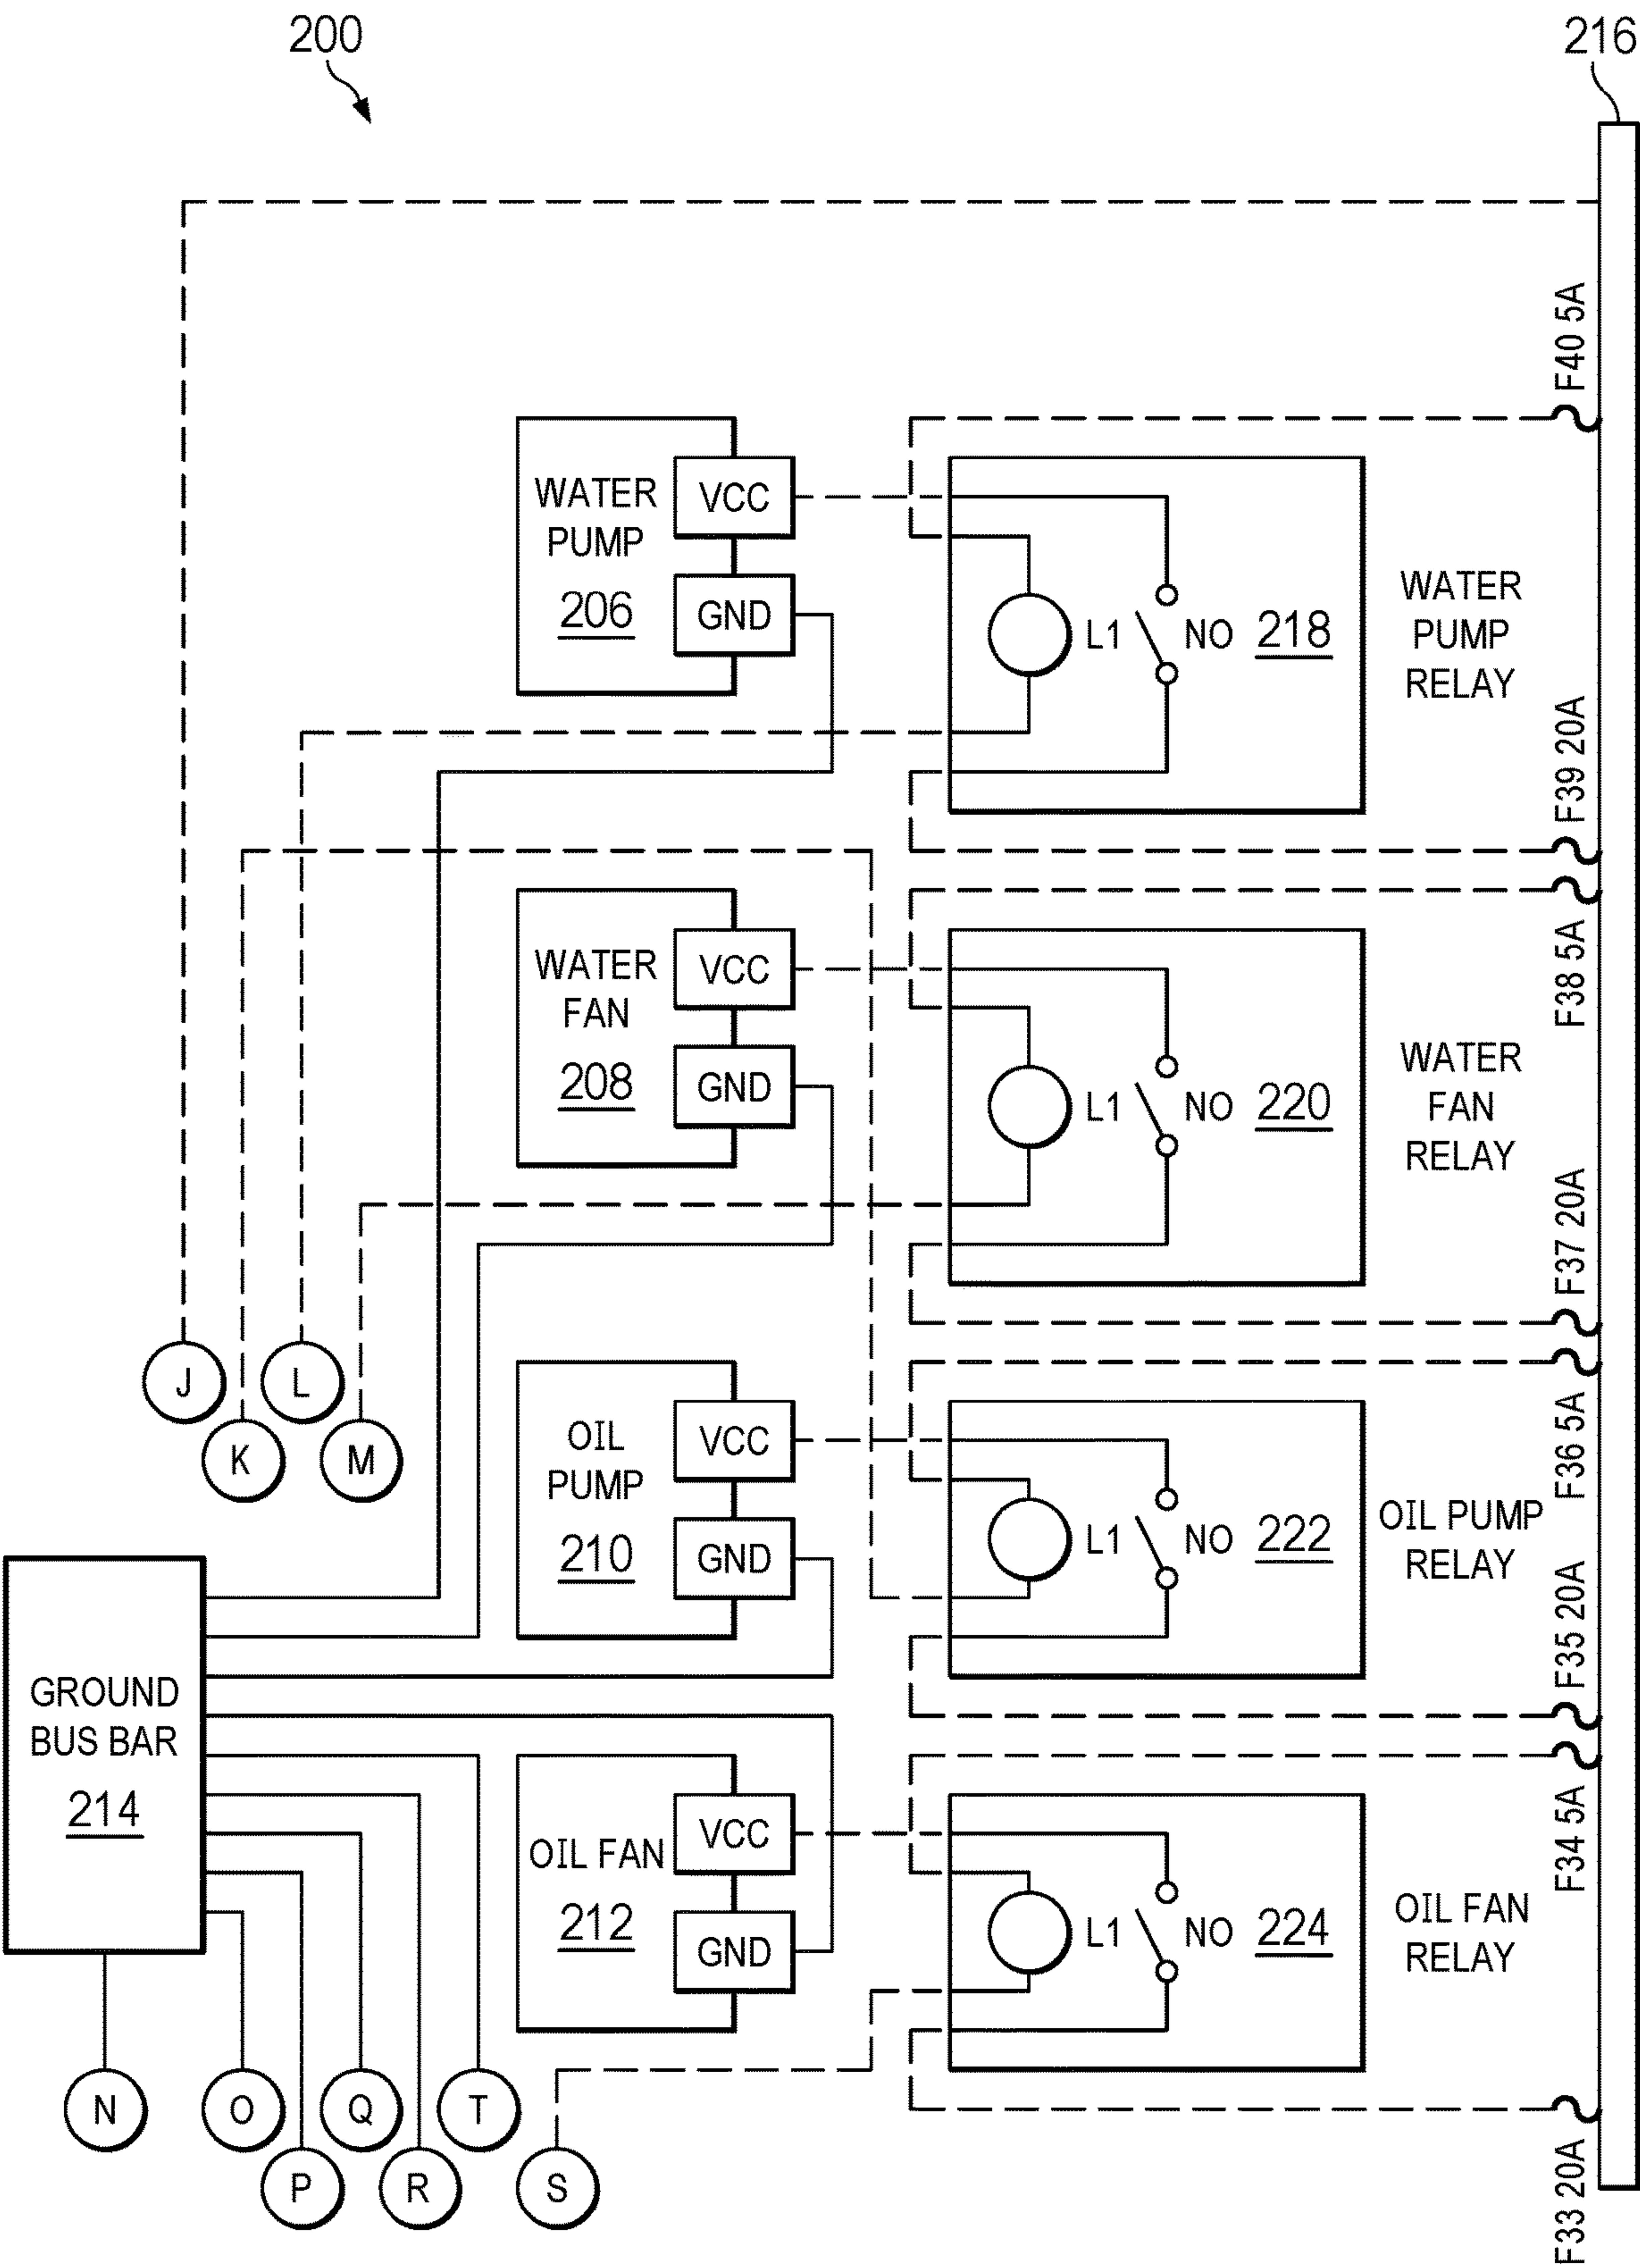 200
216
F40 5A
WATER
PUMP
206
VCC
GND
L1
NO
218
WATER
PUMP
RELAY
F39 20A
WATER
FAN
208
VCC
GND
L1
NO
220
WATER
FAN
RELAY
F38 5A
F37 20A
J
L
K
M
OIL
PUMP
210
VCC
GND
L1
NO
222
OIL PUMP
RELAY
F36 5A
F35 20A
GROUND
BUS BAR
214
OIL FAN
212
VCC
GND
L1
NO
224
OIL FAN
RELAY
F34 5A
F33 20A
N
O
Q
T
P
R
S